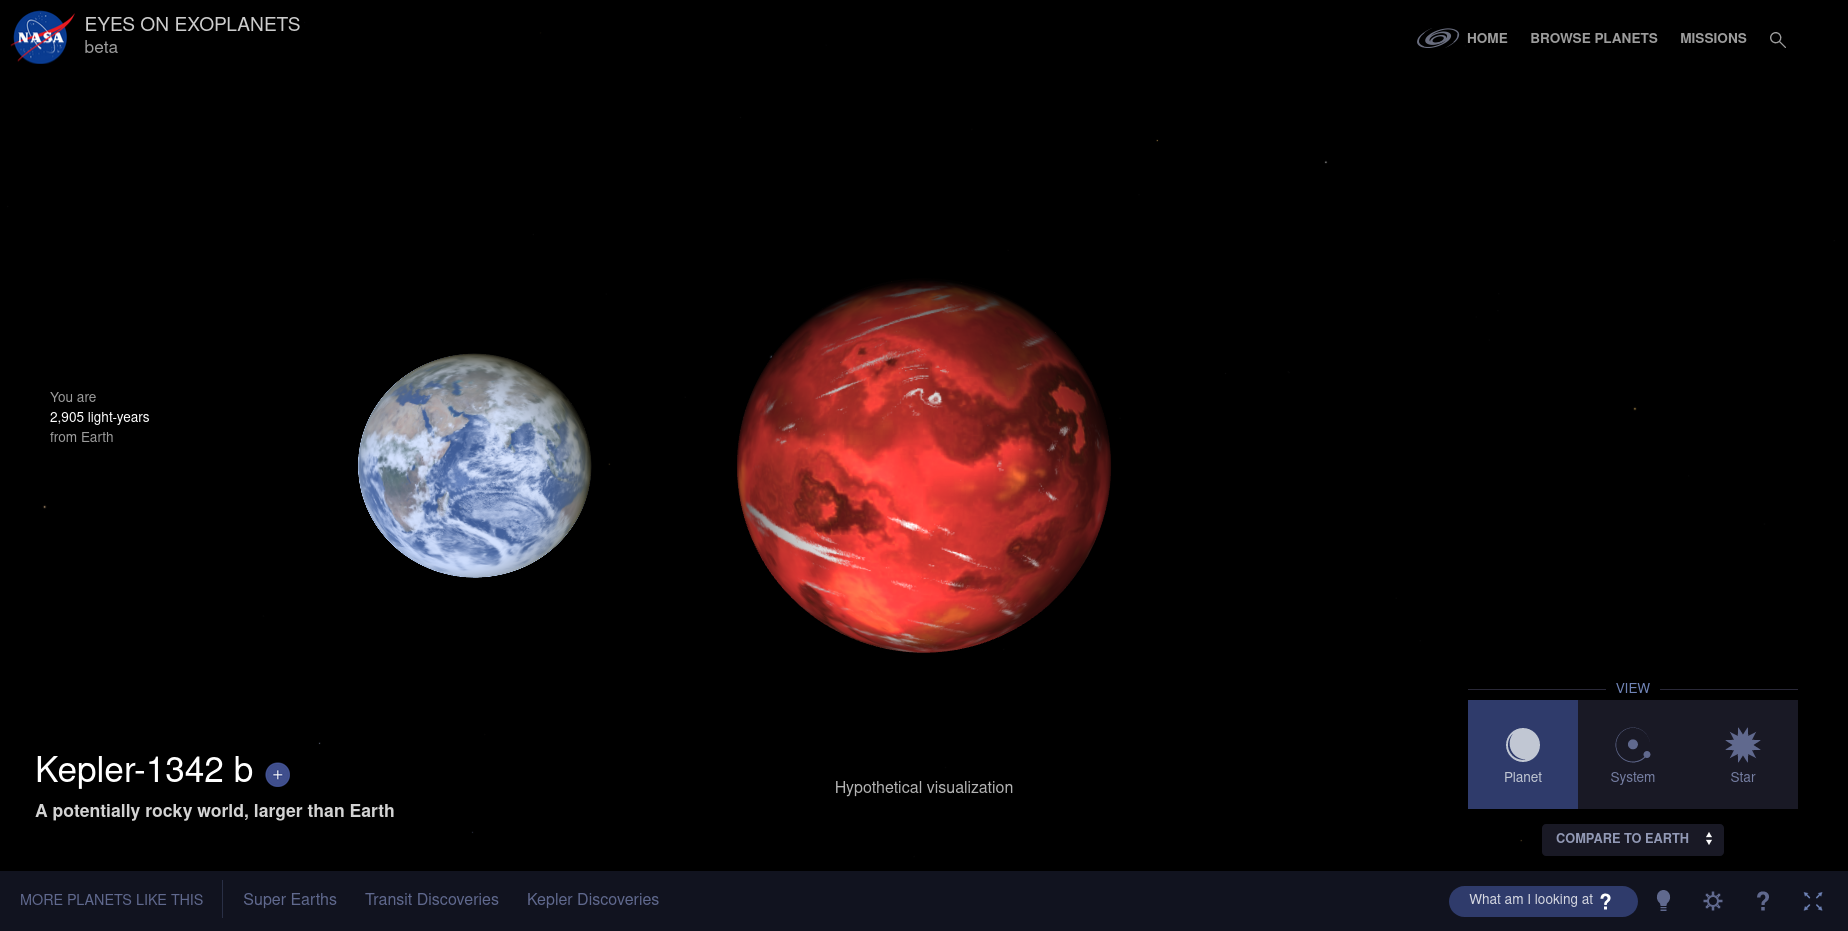 NASA
EYES ON EXOPLANETS
beta
HOME
BROWSE PLANETS
MISSIONS
You are
2,905 light-years
from Earth
Kepler-1342 b +
A potentially rocky world, larger than Earth
Hypothetical visualization
VIEW
Planet
System
Star
COMPARE TO EARTH
MORE PLANETS LIKE THIS
Super Earths
Transit Discoveries
Kepler Discoveries
What am I looking at ?
?